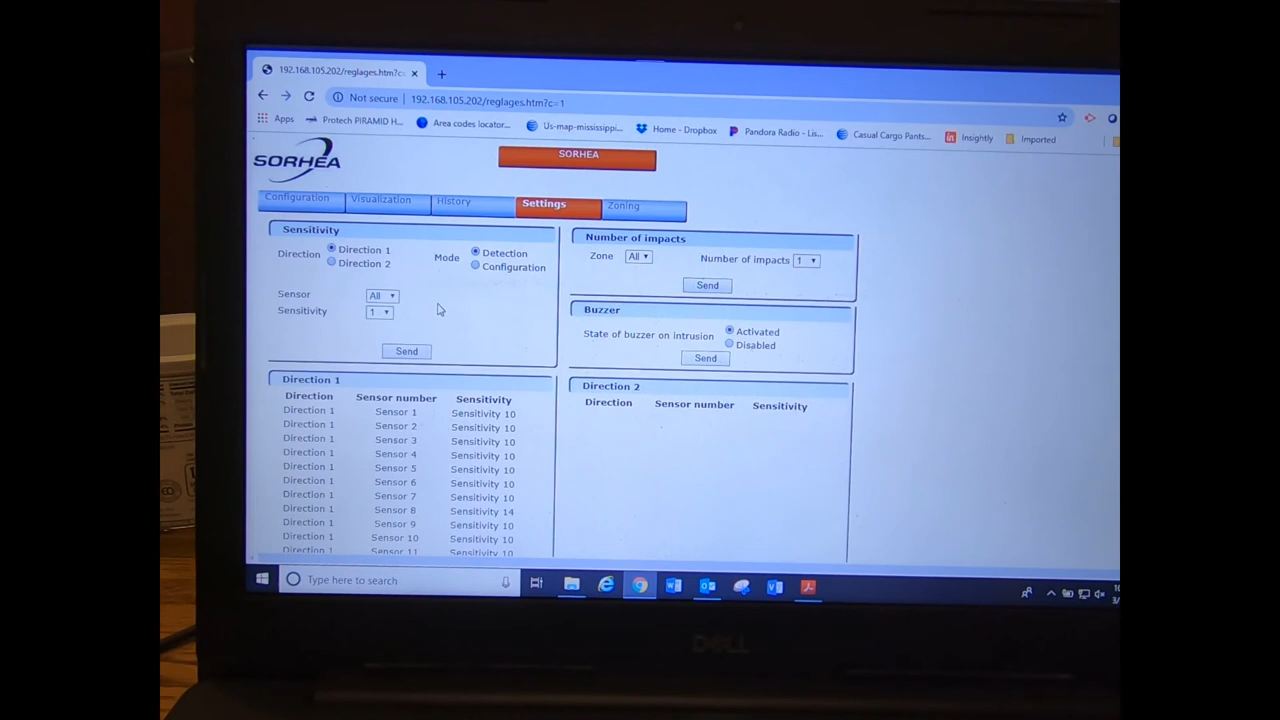 192.168.105.202/reglages.htm?c=
Not secure | 192.168.105.202/reglages.htm?c=1
Apps Protech PIRAMID H... Area codes locator... Us-map-mississippi... Home - Dropbox Pandora Radio - Lis... Casual Cargo Pants... Insightly Imported
SORHEA
SORHEA
Configuration Visualization History Settings Zoning
Sensitivity
Direction Direction 1 Mode Detection
Direction 2 Configuration
Sensor All
Sensitivity 1
Send
Number of impacts
Zone All Number of impacts 1
Send
Buzzer
State of buzzer on intrusion Activated
Disabled
Send
Direction 1
Direction Sensor number Sensitivity
Direction 1 Sensor 1 Sensitivity 10
Direction 1 Sensor 2 Sensitivity 10
Direction 1 Sensor 3 Sensitivity 10
Direction 1 Sensor 4 Sensitivity 10
Direction 1 Sensor 5 Sensitivity 10
Direction 1 Sensor 6 Sensitivity 10
Direction 1 Sensor 7 Sensitivity 10
Direction 1 Sensor 8 Sensitivity 14
Direction 1 Sensor 9 Sensitivity 10
Direction 1 Sensor 10 Sensitivity 10
Direction 1 Sensor 11 Sensitivity 10
Direction 2
Direction Sensor number Sensitivity
Type here to search
DELL